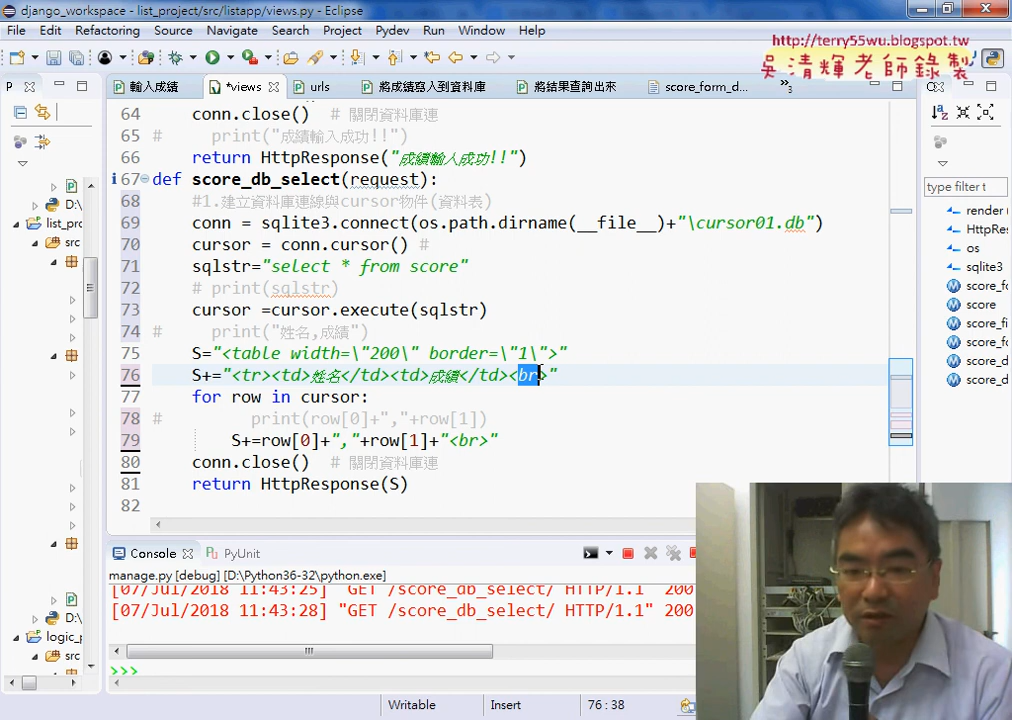 django_workspace - list_project/src/listapp/views.py - Eclipse
File Edit Refactoring Source Navigate Search Project Pydev Run Window Help
http://terry55wu.blogspot.tw
吳清輝老師錄製
P 輸入成績 *views urls 將成績寫入到資料庫 將結果查詢出來 score_form_d... 3
64 conn.close() # 關閉資料庫連
65 # print("成績輸入成功!!")
66 return HttpResponse("成績輸入成功!!")
67 def score_db_select(request):
68 #1.建立資料庫連線與cursor物件(資料表)
69 conn = sqlite3.connect(os.path.dirname(__file__)+"\cursor01.db")
70 cursor = conn.cursor() #
71 sqlstr="select * from score"
72 # print(sqlstr)
73 cursor =cursor.execute(sqlstr)
74 # print("姓名,成績")
75 S="<table width=\"200\" border=\"1\">"
76 S+="<tr><td>姓名</td><td>成績</td><br>"
77 for row in cursor:
78 # print(row[0]+","+row[1])
79 S+=row[0]+","+row[1]+"<br>"
80 conn.close() # 關閉資料庫連
81 return HttpResponse(S)
82
D:\
list_proj
src
D:\
logic_p
src
type filter t
render (
HttpRes
os
sqlite3
score_fo
score
score_fi
score_fo
score_d
score_d
Console PyUnit
manage.py [debug] [D:\Python36-32\python.exe]
[07/Jul/2018 11:43:25] "GET /score_db_select/ HTTP/1.1" 200
[07/Jul/2018 11:43:28] "GET /score_db_select/ HTTP/1.1" 200
>>>
Writable Insert 76 : 38